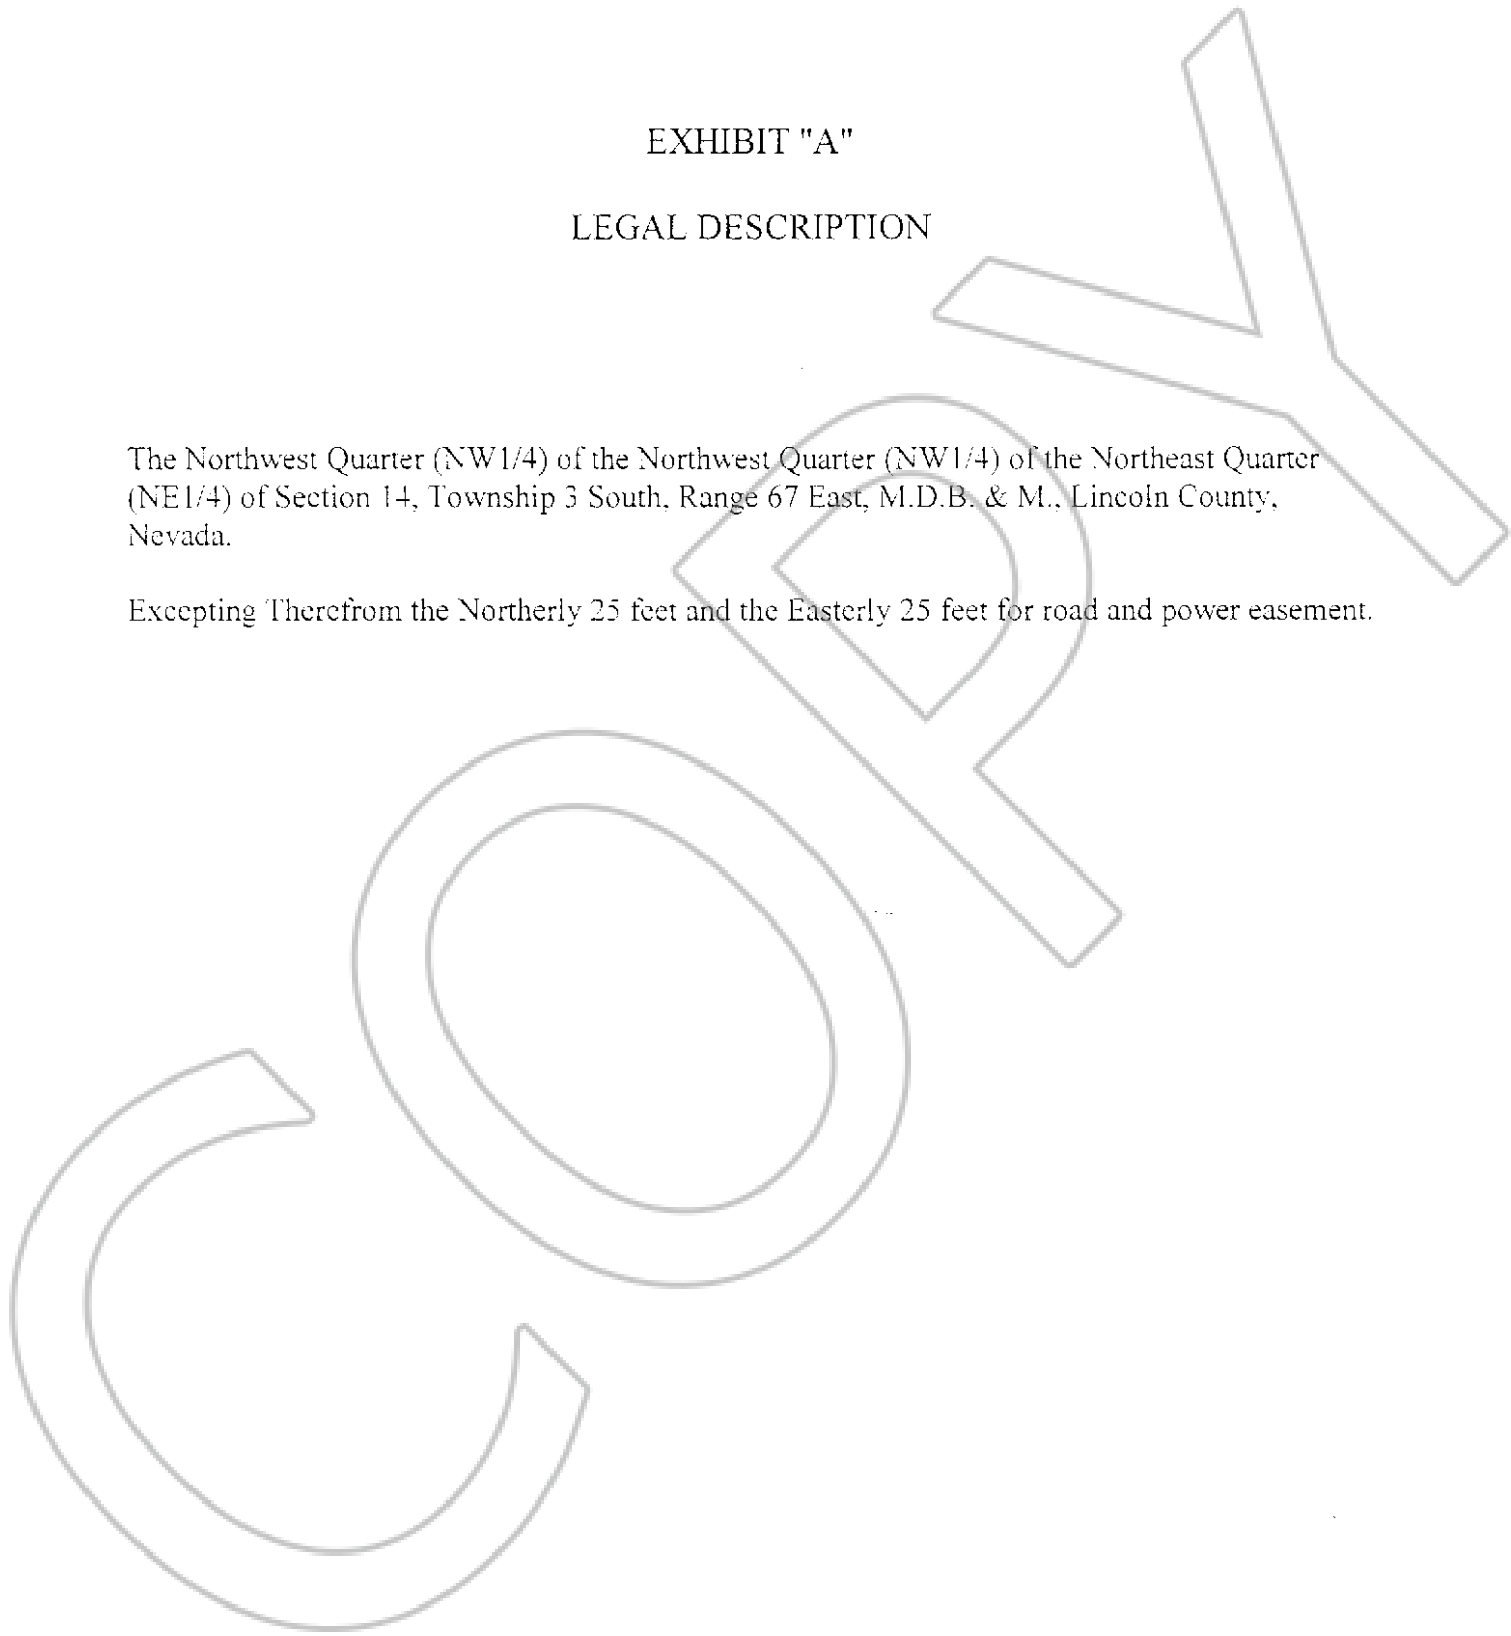 EXHIBIT "A"
LEGAL DESCRIPTION
The Northwest Quarter (NW1/4) of the Northwest Quarter (NW1/4) of the Northeast Quarter
(NE1/4) of Section 14, Township 3 South, Range 67 East, M.D.B. & M., Lincoln County,
Nevada.
Excepting Therefrom the Northerly 25 feet and the Easterly 25 feet for road and power easement.
COPY